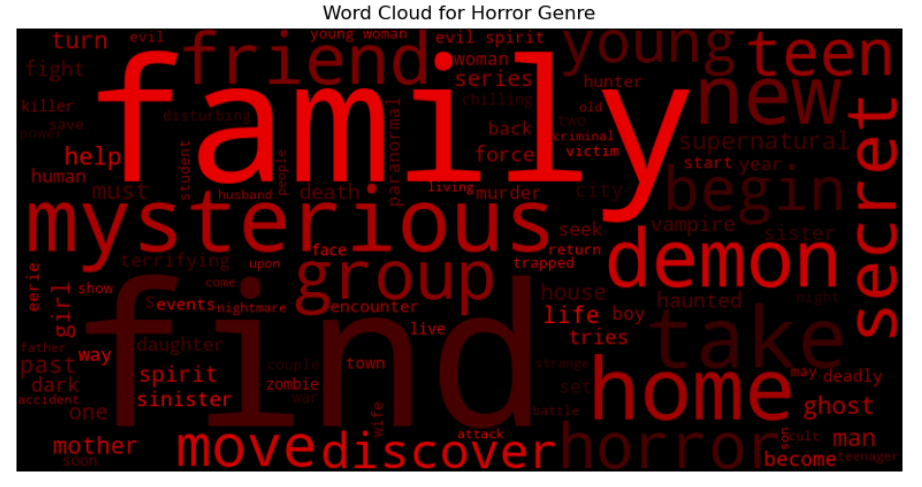 Word Cloud for Horror Genre
turn
evil
friend
young woman
evil spirit
young
teen
fight
family
woman
series
hunter
new
killer
disturbing
chilling
old
two
save
power
paranormal
back
criminal
supernatural
secret
help
student
people
force
victim
start
year
human
must
husband
death
living
murder
city
begin
mysterious
seek
vampire
sister
face
return
demon
terrifying
upon
group
trapped
eerie
girl
show
come
house
haunted
night
s
events
nightmare
encounter
life
boy
find
live
tries
take
father
daughter
way
past
couple
town
strange
may
deadly
dark
spirit
zombie
set
home
accident
sinister
war
one
wife
battle
ghost
mother
move
discover
attack
horror
son
cult
man
soon
become
teenager